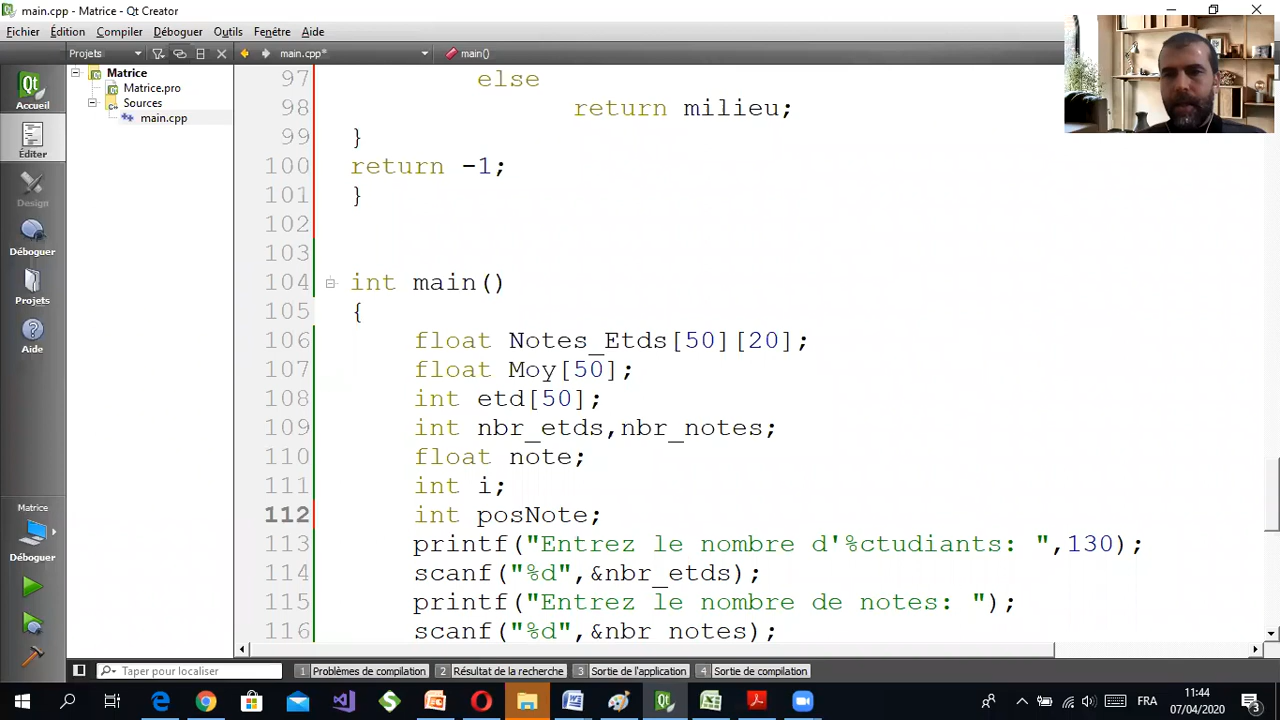 main.cpp - Matrice - Qt Creator
Fichier Édition Compiler Déboguer Outils Fenêtre Aide
Projets main.cpp* main()
Matrice
Matrice.pro
Sources
main.cpp
Qt
Accueil
Éditer
Design
Déboguer
Projets
Aide
Matrice
Déboguer
97 else
98 return milieu;
99 }
100 return -1;
101 }
102
103
104 int main()
105 {
106 float Notes_Etds[50][20];
107 float Moy[50];
108 int etd[50];
109 int nbr_etds,nbr_notes;
110 float note;
111 int i;
112 int posNote;
113 printf("Entrez le nombre d'%ctudiants: ",130);
114 scanf("%d",&nbr_etds);
115 printf("Entrez le nombre de notes: ");
116 scanf("%d",&nbr_notes);
Taper pour localiser 1 Problèmes de compilation 2 Résultat de la recherche 3 Sortie de l'application 4 Sortie de compilation
FRA
11:44
07/04/2020
3